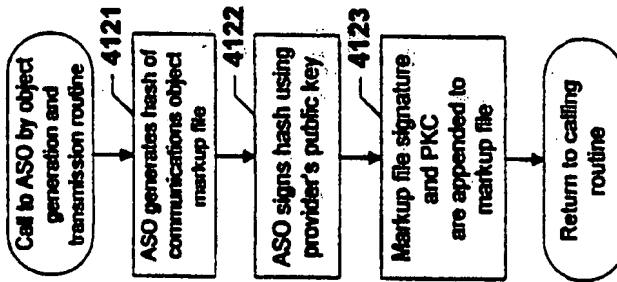 Call to ASO by object
generation and
transmission routine
4121
ASO generates hash of
communications object
markup file
4122
ASO signs hash using
provider's public key
4123
Markup file signature
and PKC
are appended to
markup file
Return to calling
routine